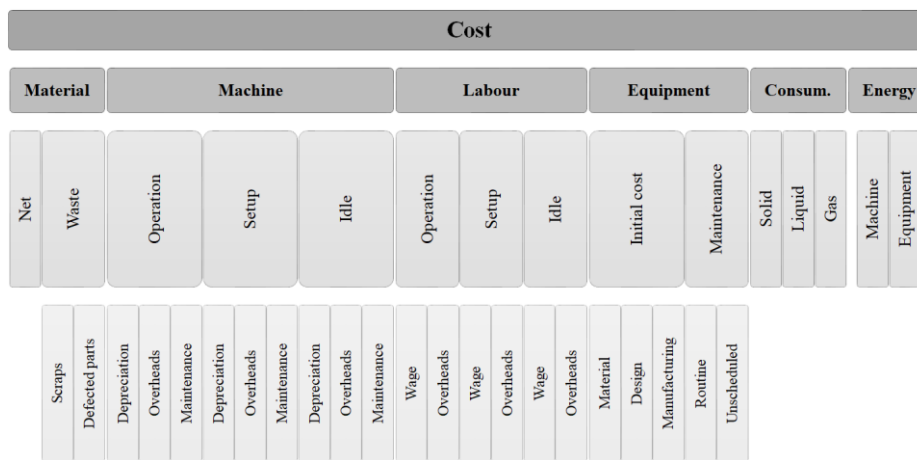 Cost
Material
Machine
Labour
Equipment
Consum.
Energy
Net
Waste
Operation
Setup
Idle
Operation
Setup
Idle
Initial cost
Maintenance
Solid
Liquid
Gas
Machine
Equipment
Scraps
Defected parts
Depreciation
Overheads
Maintenance
Depreciation
Overheads
Maintenance
Depreciation
Overheads
Maintenance
Wage
Overheads
Wage
Overheads
Wage
Overheads
Material
Design
Manufacturing
Routine
Unscheduled